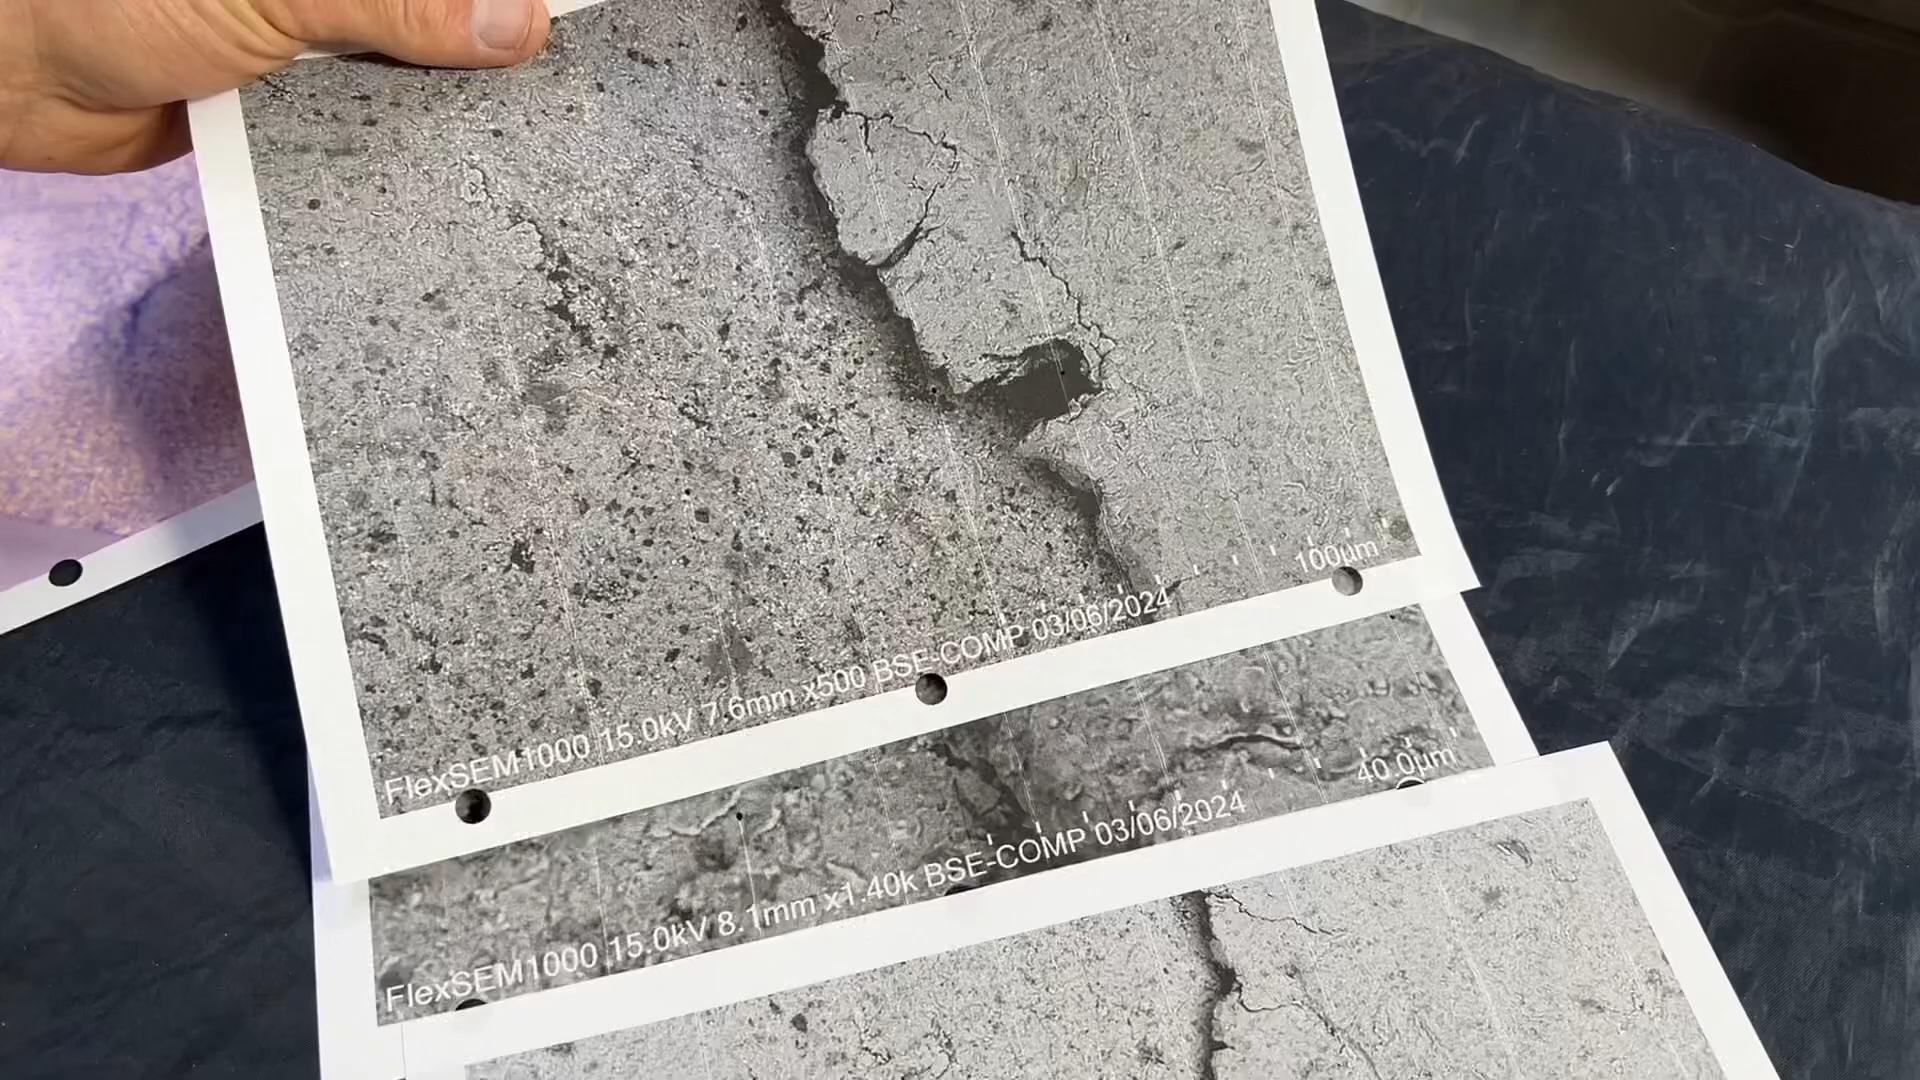 100um
FlexSEM1000 15.0kV 7.6mm x500 BSE-COMP 03/06/2024
40.0µm
FlexSEM1000 15.0kV 8.1mm x1.40k BSE-COMP 03/06/2024